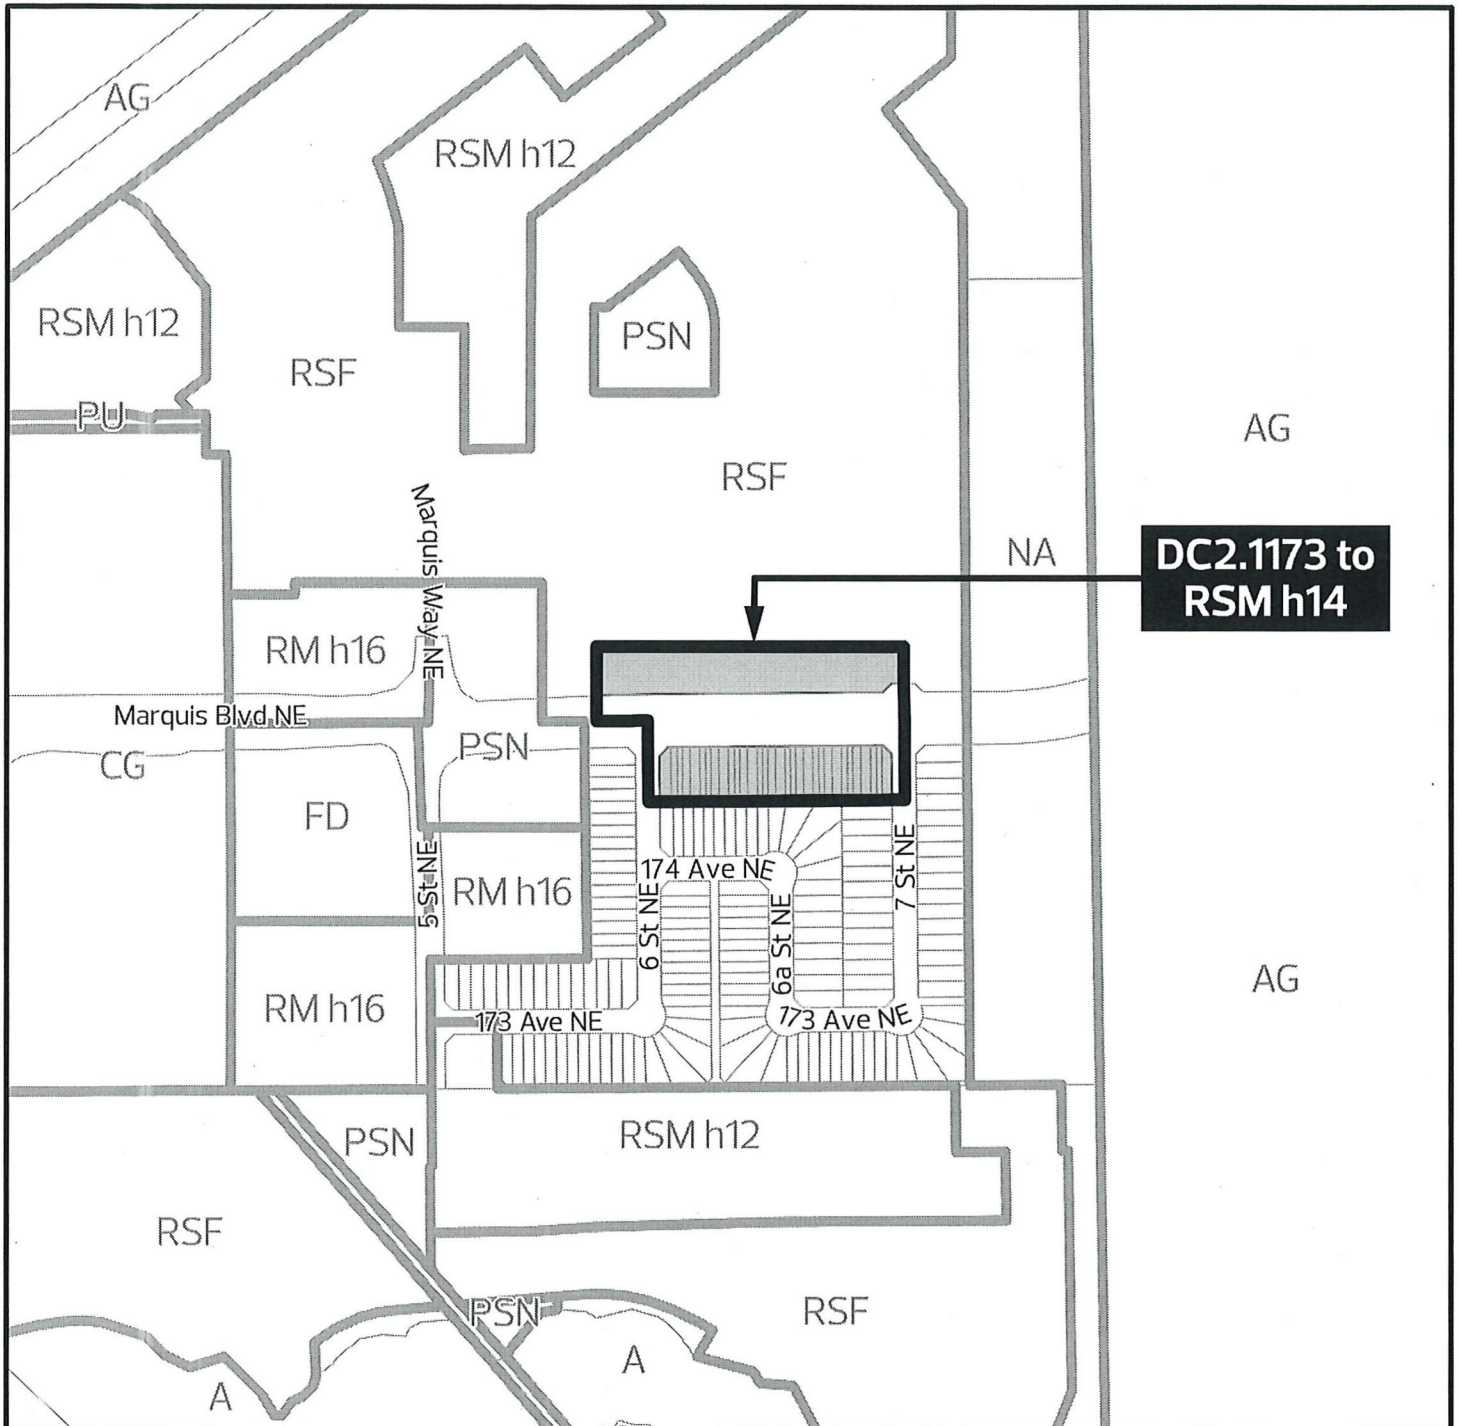 AG
RSM h12
RSM h12
PSN
RSF
PU
AG
RSF
Marquis Way NE
NA
DC2.1173 to
RSM h14
RM h16
Marquis Blvd NE
PSN
CG
FD
5 St NE
RM h16
174 Ave NE
7 St NE
6 St NE
6a St NE
AG
RM h16
173 Ave NE
173 Ave NE
PSN
RSM h12
RSF
PSN
RSF
A
A